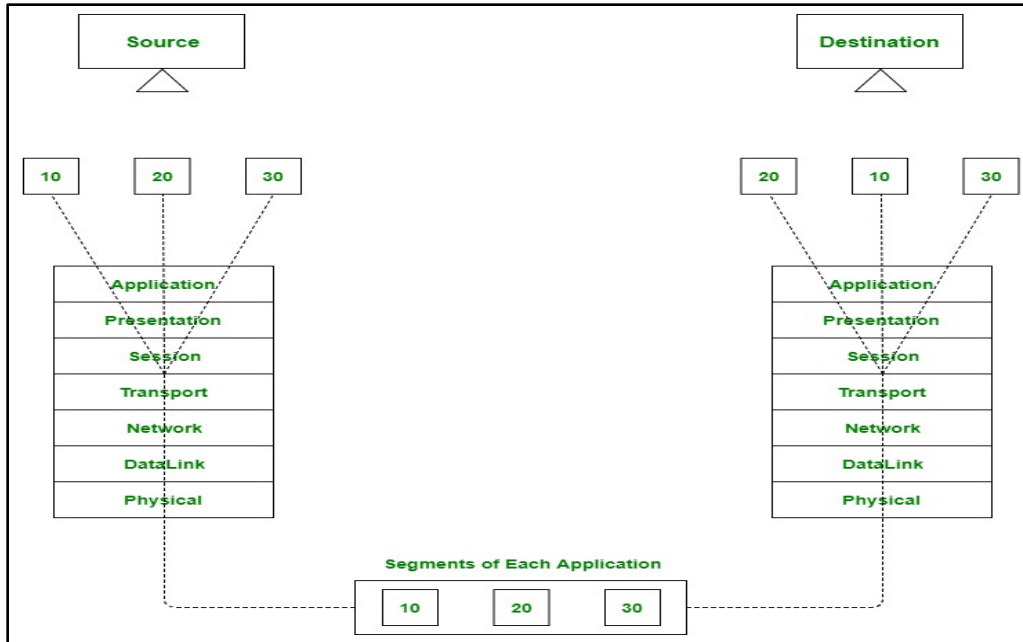 Source
Destination
10 20 30
20 10 30
Application
Presentation
Session
Transport
Network
DataLink
Physical
Application
Presentation
Session
Transport
Network
DataLink
Physical
Segments of Each Application
10 20 30